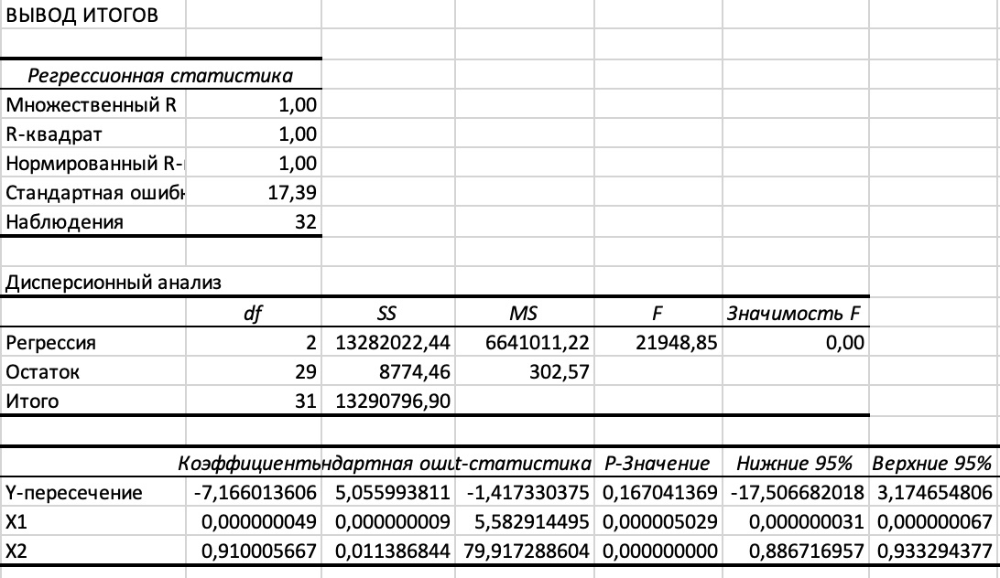 ВЫВОД ИТОГОВ
Регрессионная статистика
Множественный R 1,00
R-квадрат 1,00
Нормированный R- 1,00
Стандартная ошибн 17,39
Наблюдения 32
Дисперсионный анализ
df SS MS F Значимость F
Регрессия 2 13282022,44 6641011,22 21948,85 0,00
Остаток 29 8774,46 302,57
Итого 31 13290796,90
Коэффициенты ндартная оши t-статистика P-Значение Нижние 95% Верхние 95%
Y-пересечение -7,166013606 5,055993811 -1,417330375 0,167041369 -17,506682018 3,174654806
X1 0,000000049 0,000000009 5,582914495 0,000005029 0,000000031 0,000000067
X2 0,910005667 0,011386844 79,917288604 0,000000000 0,886716957 0,933294377